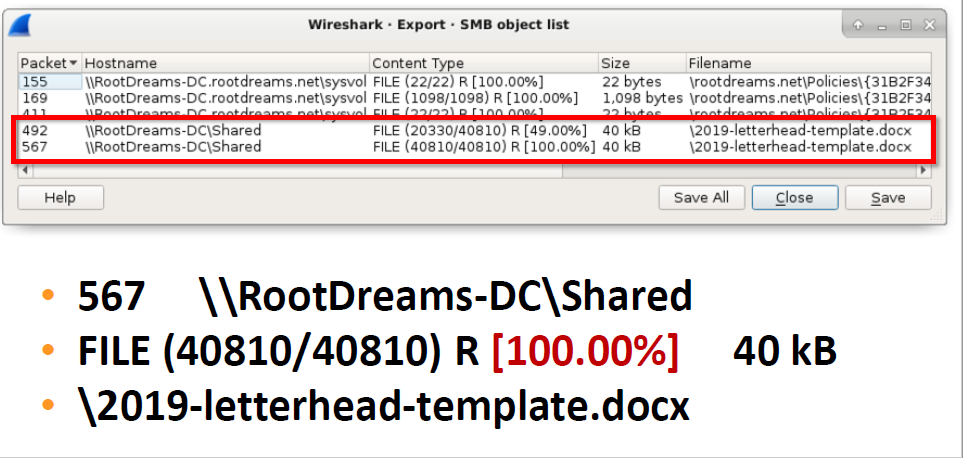 Wireshark · Export · SMB object list
Packet Hostname Content Type Size Filename
155 \\RootDreams-DC.rootdreams.net\sysvol FILE (22/22) R [100.00%] 22 bytes \rootdreams.net\Policies\{31B2F34
169 \\RootDreams-DC.rootdreams.net\sysvol FILE (1098/1098) R [100.00%] 1,098 bytes \rootdreams.net\Policies\{31B2F34
411 \\RootDreams-DC.rootdreams.net\sysvol FILE (22/22) R [100.00%] 22 bytes \rootdreams.net\Policies\{31B2F34
492 \\RootDreams-DC\Shared FILE (20330/40810) R [49.00%] 40 kB \2019-letterhead-template.docx
567 \\RootDreams-DC\Shared FILE (40810/40810) R [100.00%] 40 kB \2019-letterhead-template.docx
Help Save All Close Save
• 567 \\RootDreams-DC\Shared
• FILE (40810/40810) R [100.00%] 40 kB
• \2019-letterhead-template.docx